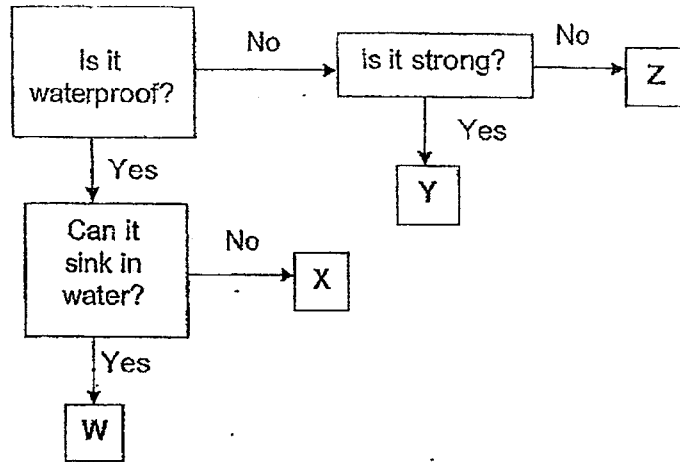 Is it
waterproof?
No
is it strong?
No
Z
Yes
Y
Yes
Can it
sink in
water?
No
X
Yes
W